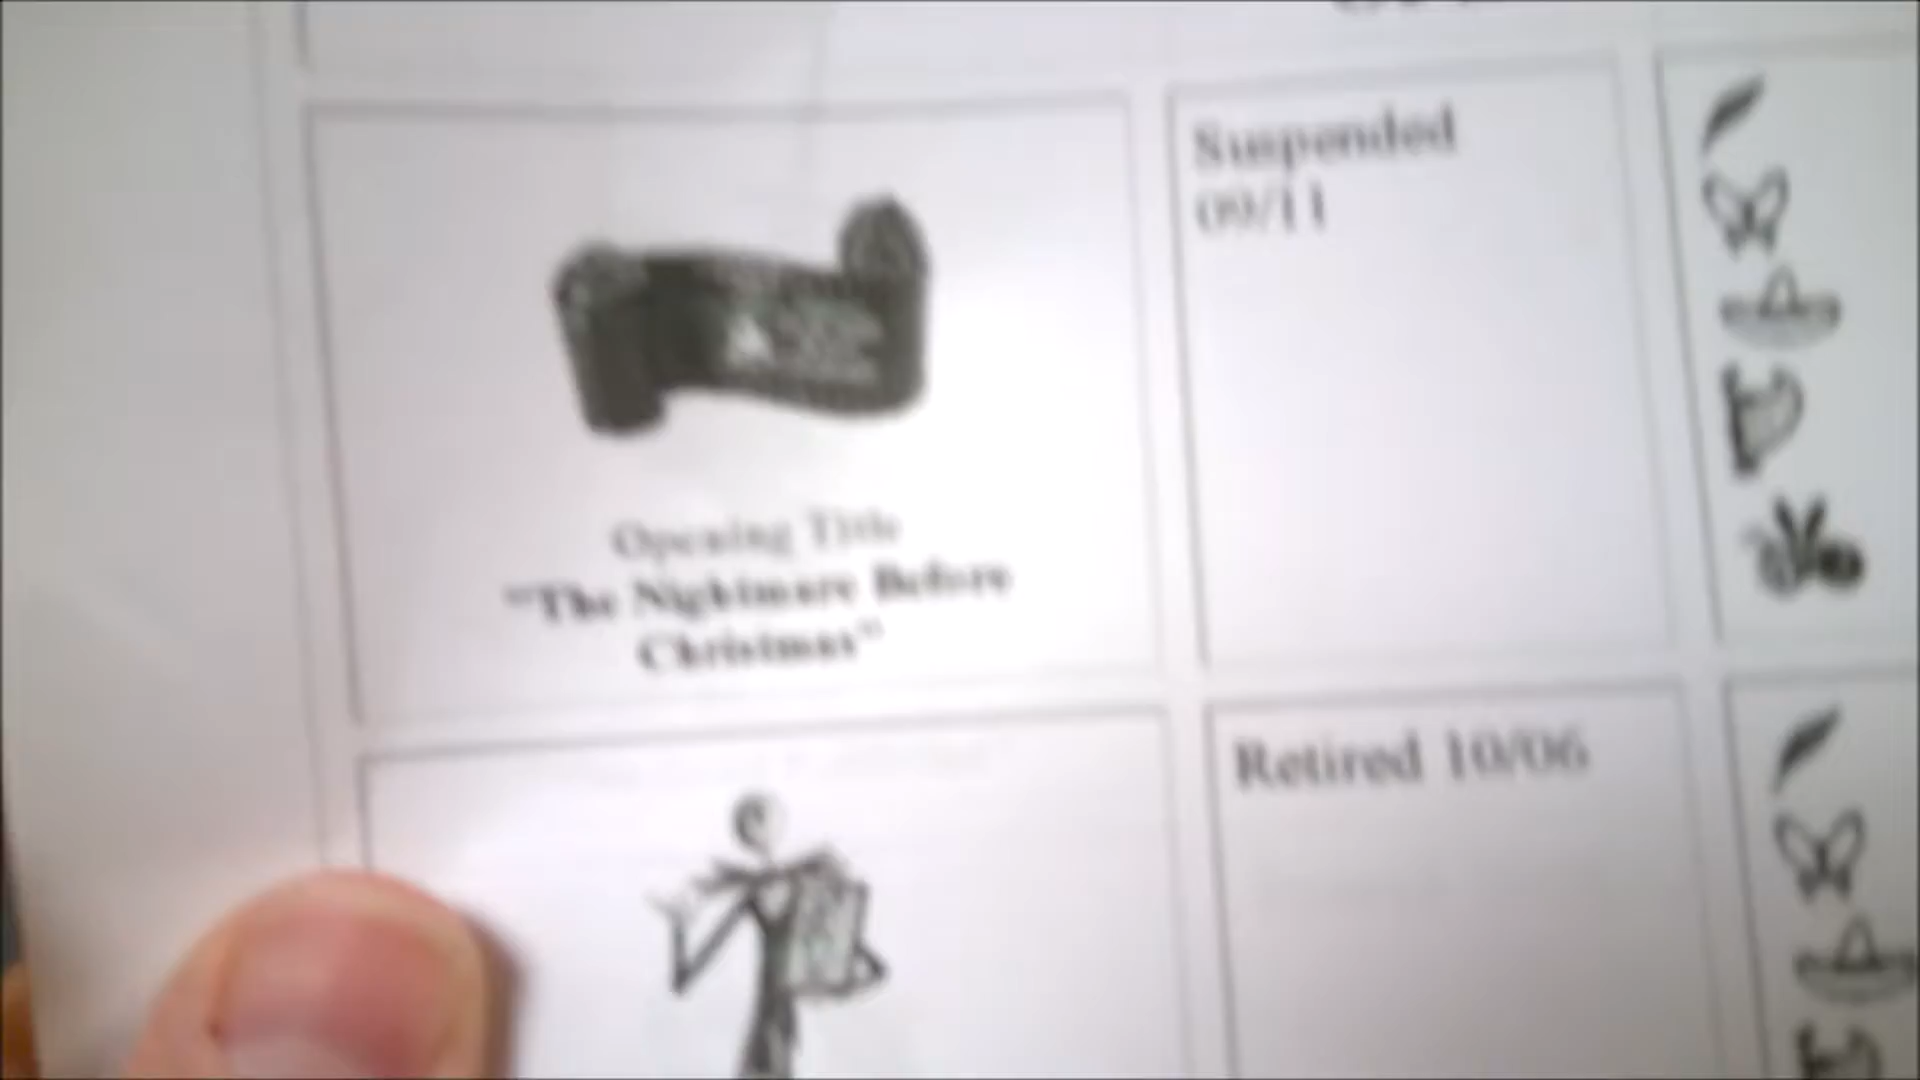 Suspended
09/11
Opening Title
"The Nightmare Before
Christmas"
Retired 10/06